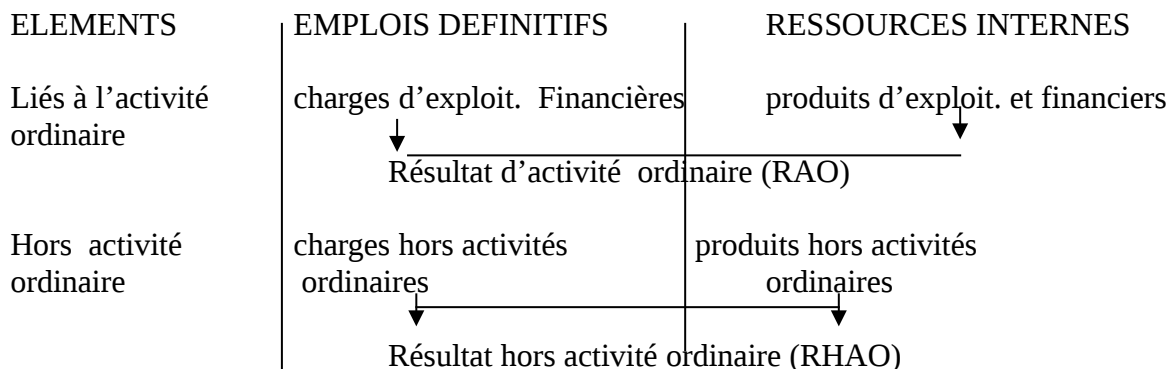 ELEMENTS EMPLOIS DEFINITIFS RESSOURCES INTERNES
Liés à l’activité charges d’exploit. Financières produits d’exploit. et financiers
ordinaire
Résultat d’activité ordinaire (RAO)
Hors activité charges hors activités produits hors activités
ordinaire ordinaires ordinaires
Résultat hors activité ordinaire (RHAO)